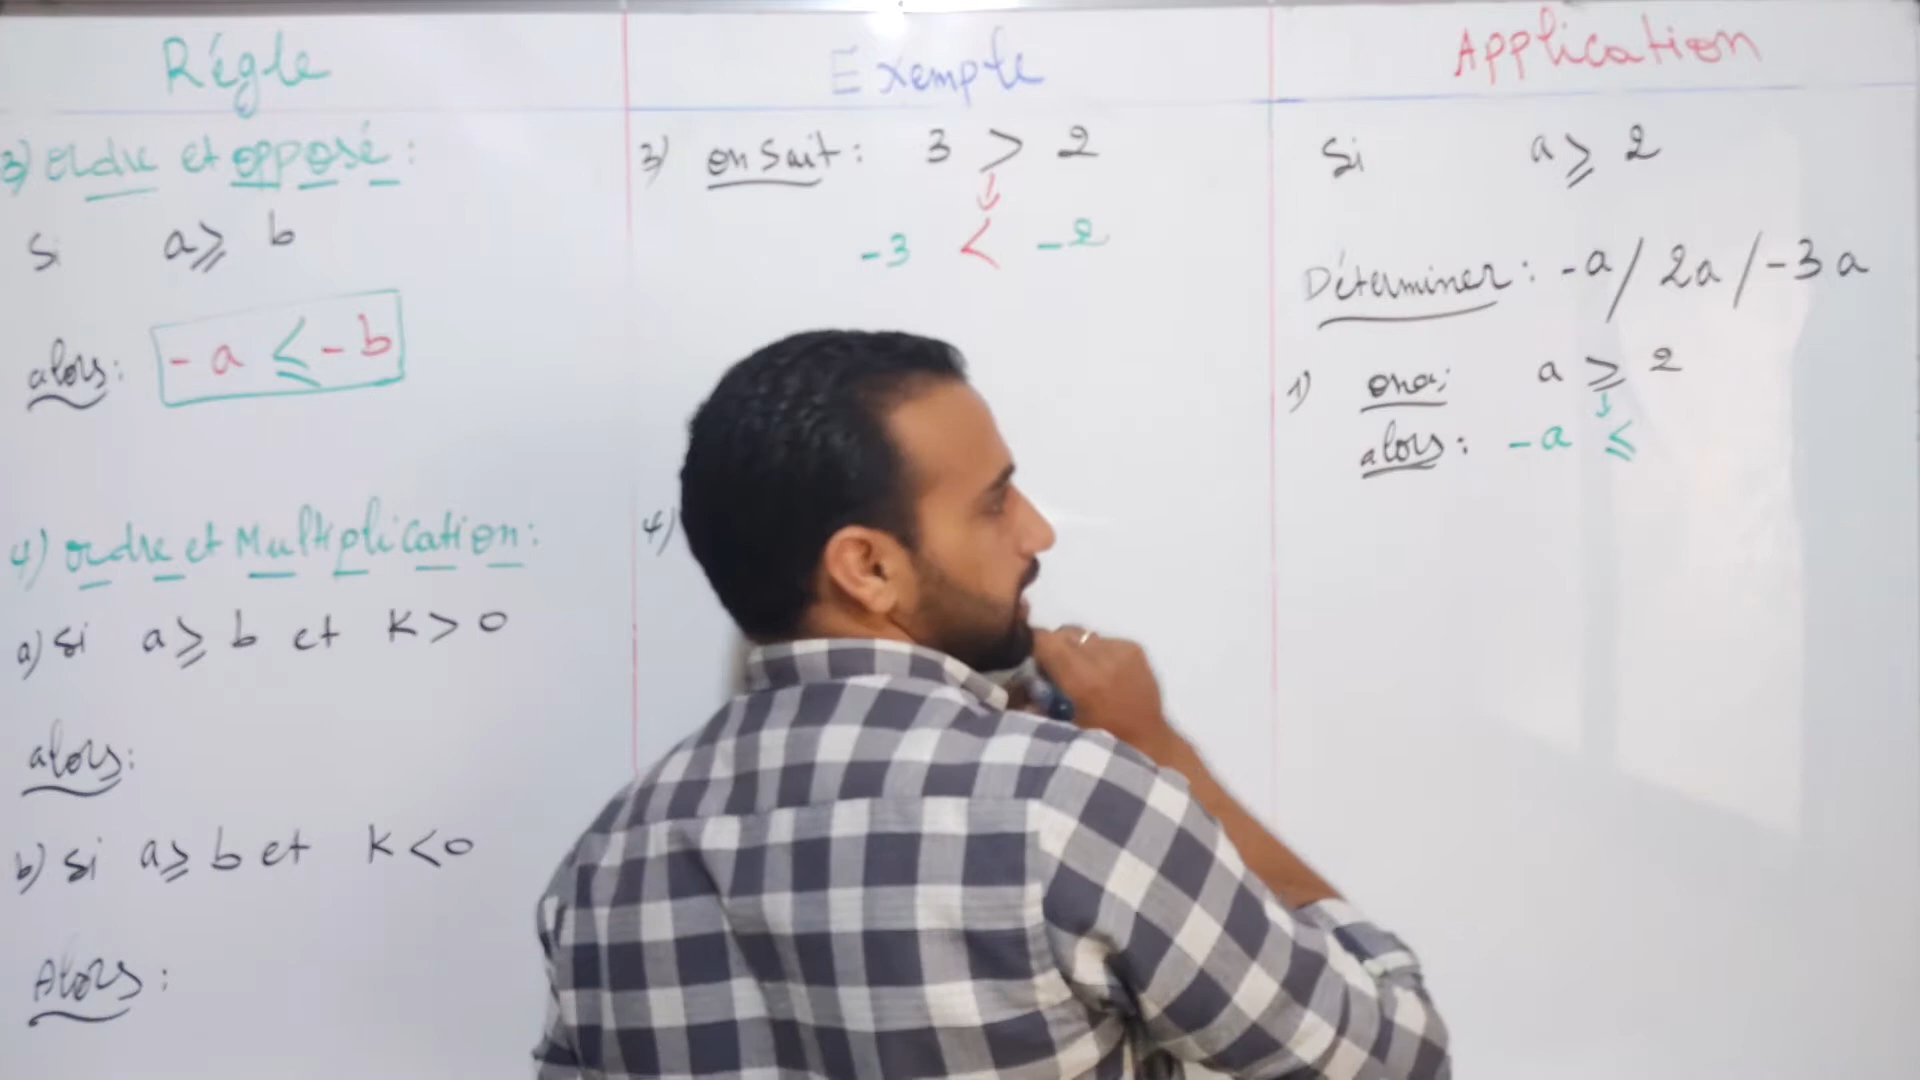 Régle
3) Ordre et opposé :
Si a ⩾ b
alors : -a ⩽ -b
4) ordre et Multiplication :
a) Si a ⩾ b et K > 0
alors :
b) Si a ⩾ b et K < 0
Alors :
Exemple
3) on Sait : 3 > 2
↓
-3 < -2
4)
Application
Si a ⩾ 2
Déterminer : -a / 2a / -3a
1) on a : a ⩾ 2
↓
alors : -a ⩽